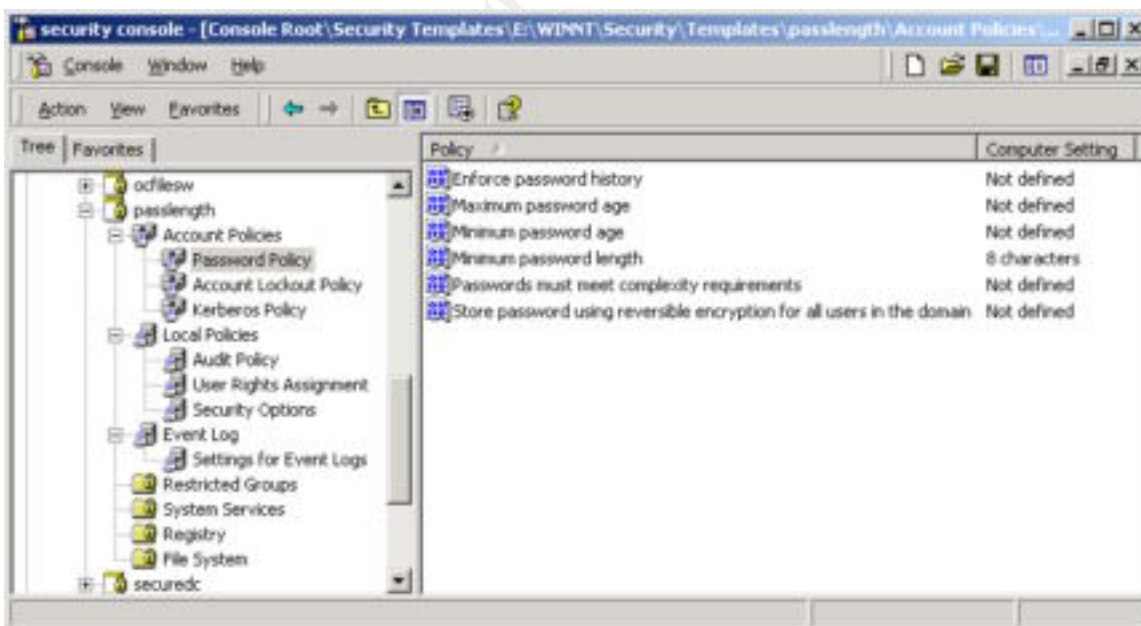 security console - [Console Root\Security Templates\E:\WINNT\Security\Templates\passlength\Account Policies\...
Console Window Help
Action View Favorites
Tree Favorites
Policy Computer Setting
ocfilesw
passlength
Account Policies
Password Policy
Account Lockout Policy
Kerberos Policy
Local Policies
Audit Policy
User Rights Assignment
Security Options
Event Log
Settings for Event Logs
Restricted Groups
System Services
Registry
File System
securedc
Enforce password history Not defined
Maximum password age Not defined
Minimum password age Not defined
Minimum password length 8 characters
Passwords must meet complexity requirements Not defined
Store password using reversible encryption for all users in the domain Not defined